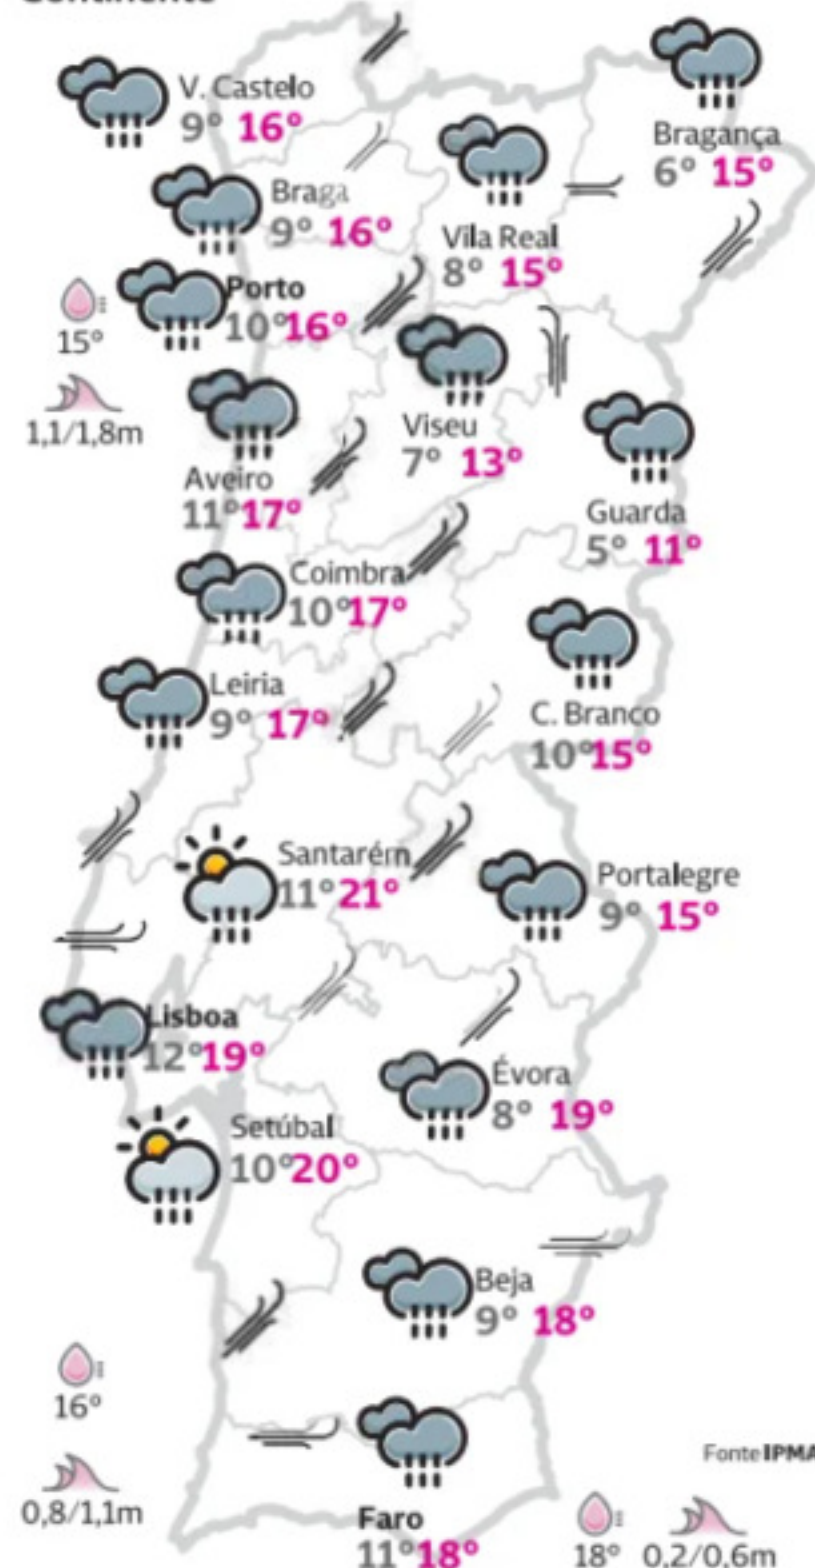 Continente
V. Castelo
9° 16°
Bragança
6° 15°
Braga
9° 16°
Vila Real
8° 15°
Porto
10° 16°
15°
1,1/1,8m
Viseu
7° 13°
Aveiro
11° 17°
Guarda
5° 11°
Coimbra
10° 17°
Leiria
9° 17°
C. Branco
10° 15°
Santarém
11° 21°
Portalegre
9° 15°
Lisboa
12° 19°
Évora
8° 19°
Setúbal
10° 20°
Beja
9° 18°
16°
0,8/1,1m
Fonte IPMA
Faro
11° 18°
18°
0,2/0,6m